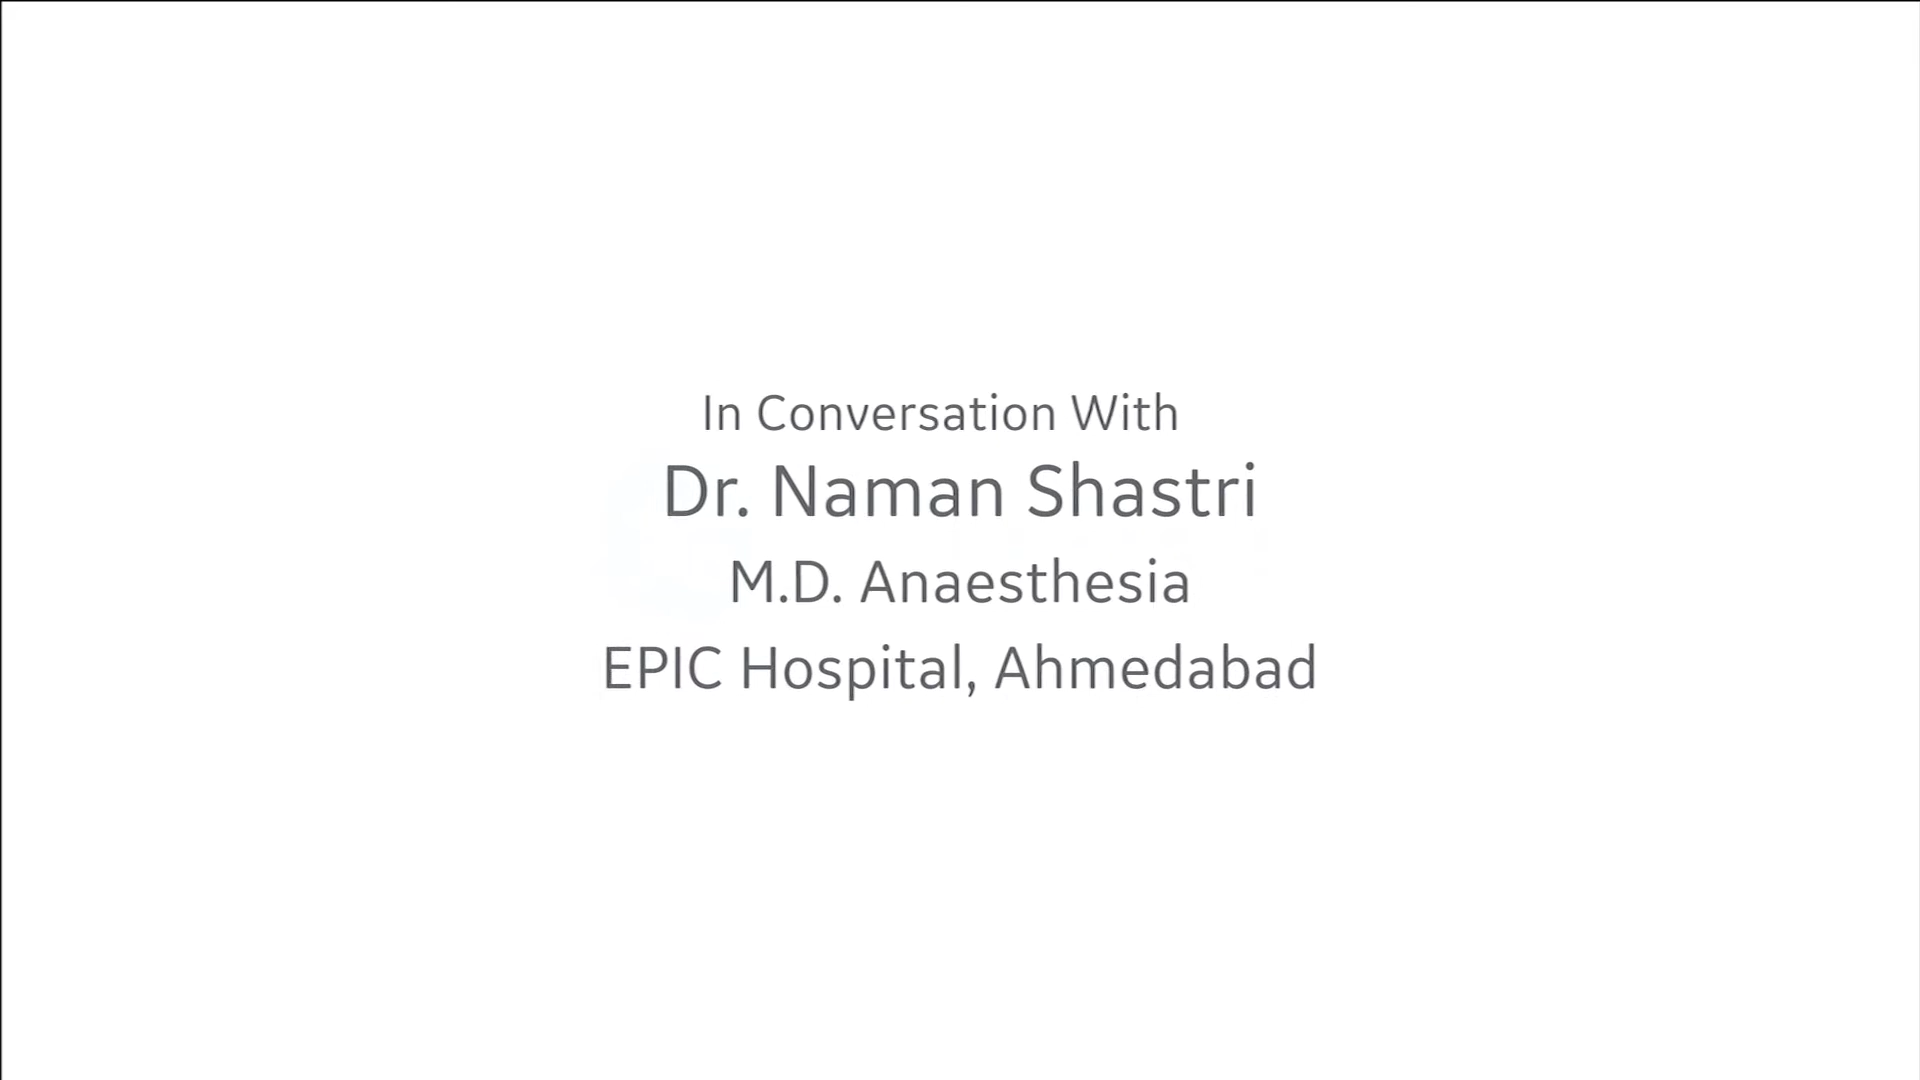 In Conversation With
Dr. Naman Shastri
M.D. Anaesthesia
EPIC Hospital, Ahmedabad